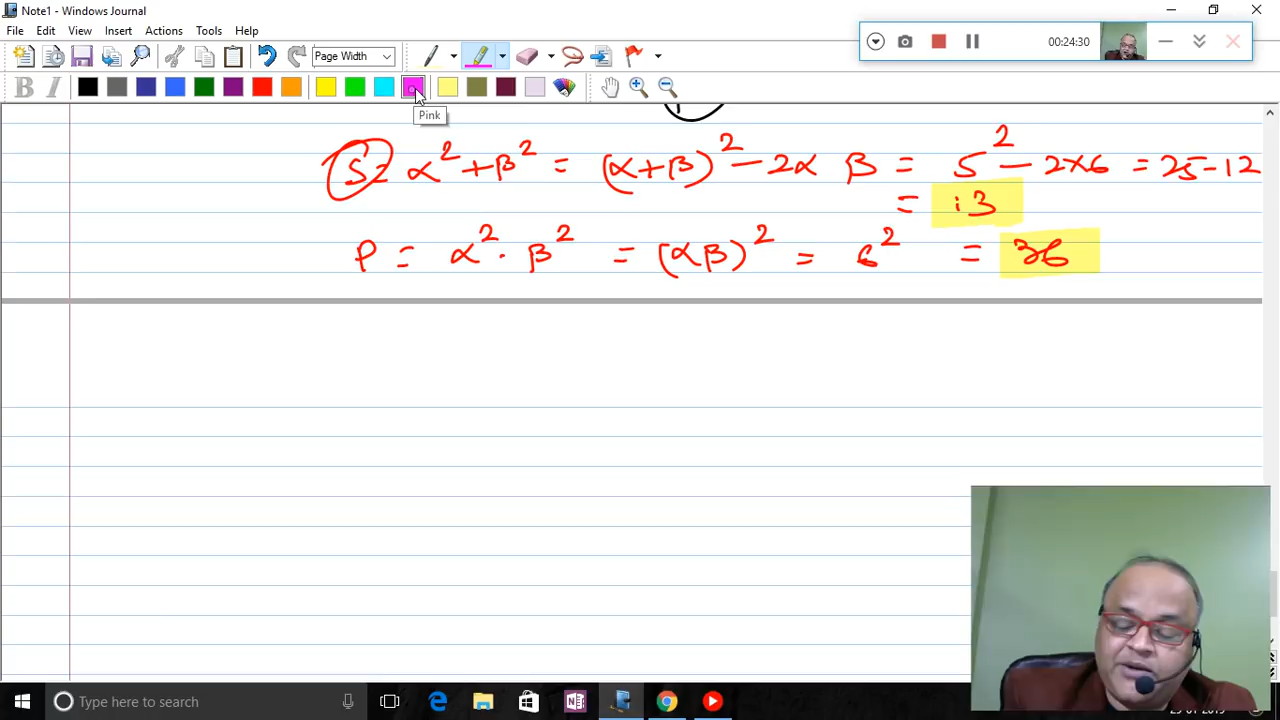 Note1 - Windows Journal
File Edit View Insert Actions Tools Help
00:24:30
Page Width
B I
Pink
S = α² + β² = (α+β)² - 2α β = 5² - 2×6 = 25-12
= 13
P = α² · β² = (αβ)² = 6² = 36
Type here to search